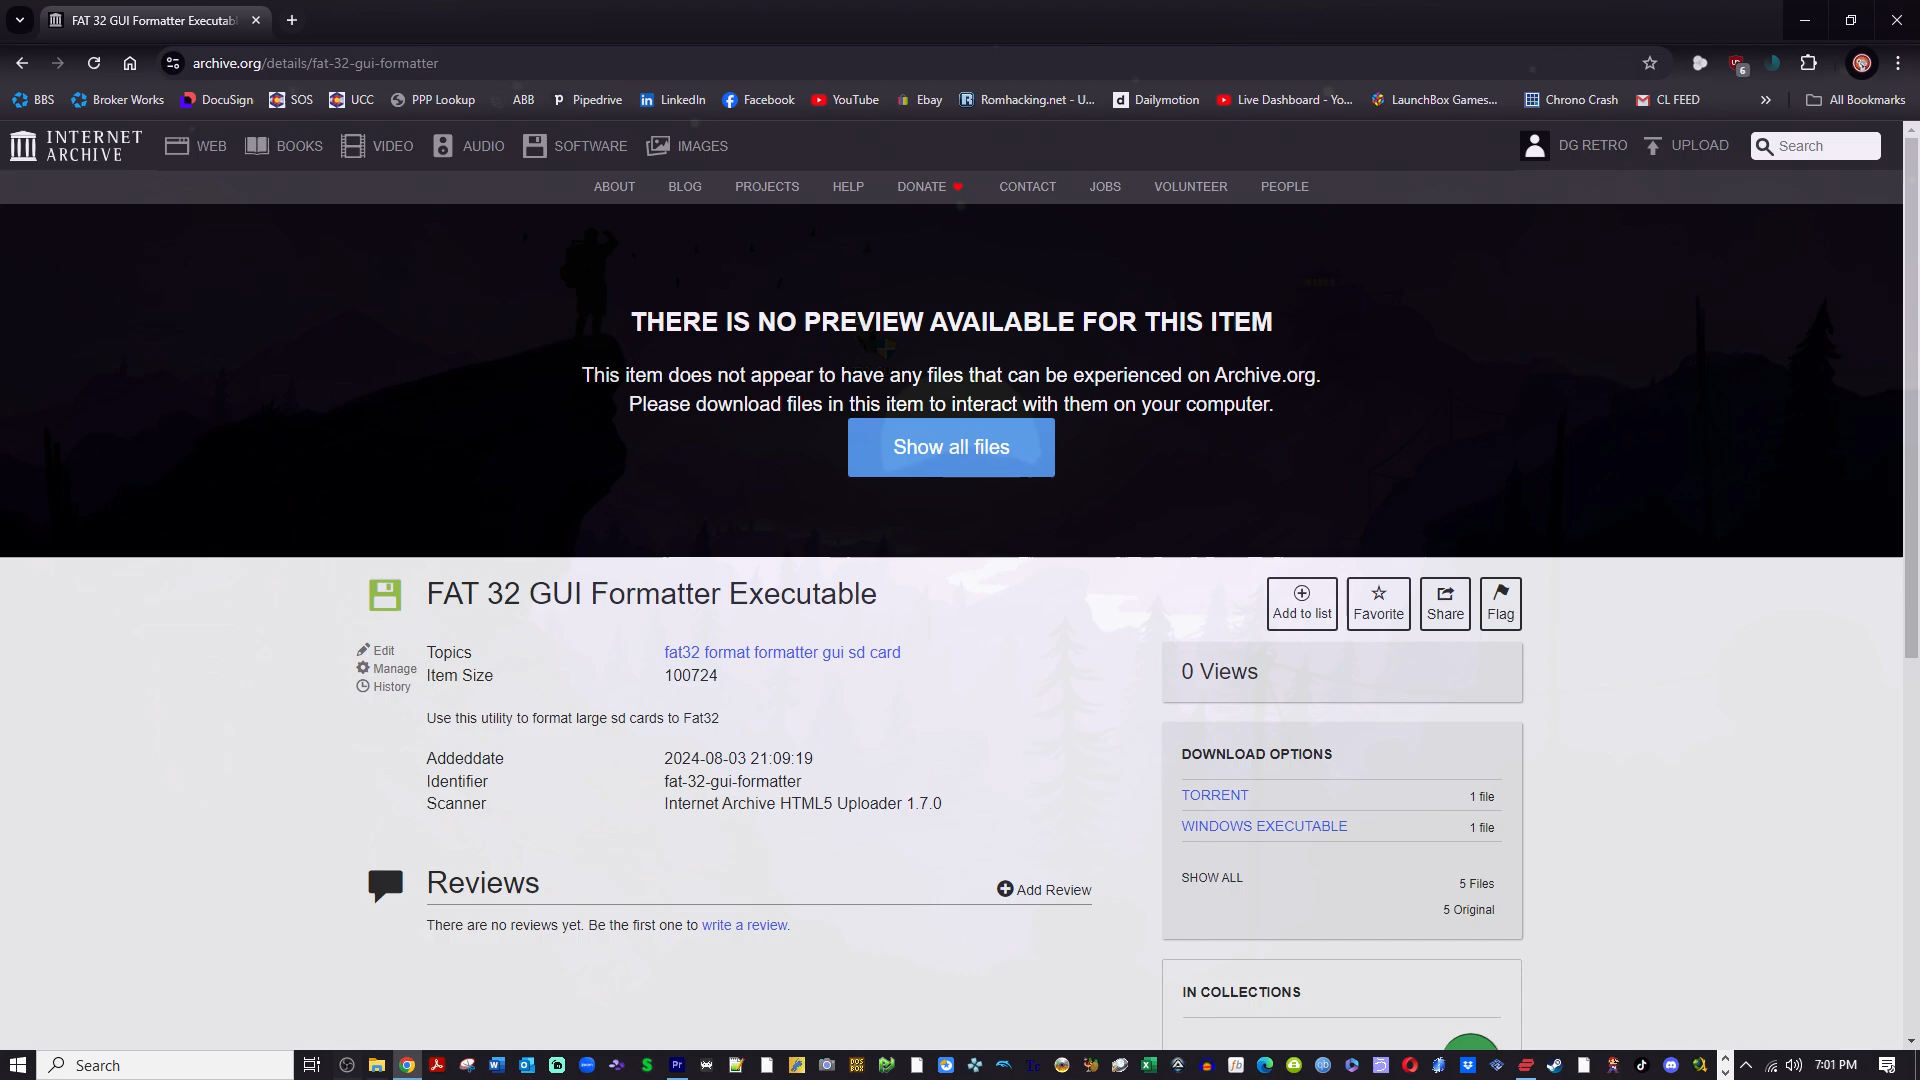 FAT 32 GUI Formatter Executabl
archive.org/details/fat-32-gui-formatter
6
BBS
Broker Works
DocuSign
SOS
UCC
PPP Lookup
ABB
Pipedrive
LinkedIn
Facebook
YouTube
Ebay
Romhacking.net - U...
Dailymotion
Live Dashboard - Yo...
LaunchBox Games...
Chrono Crash
CL FEED
All Bookmarks
INTERNET
ARCHIVE
WEB
BOOKS
VIDEO
AUDIO
SOFTWARE
IMAGES
DG RETRO
UPLOAD
Search
ABOUT
BLOG
PROJECTS
HELP
DONATE
CONTACT
JOBS
VOLUNTEER
PEOPLE
THERE IS NO PREVIEW AVAILABLE FOR THIS ITEM
This item does not appear to have any files that can be experienced on Archive.org.
Please download files in this item to interact with them on your computer.
Show all files
FAT 32 GUI Formatter Executable
Add to list
Favorite
Share
Flag
Edit
Manage
History
Topics fat32 format formatter gui sd card
Item Size 100724
Use this utility to format large sd cards to Fat32
Addeddate 2024-08-03 21:09:19
Identifier fat-32-gui-formatter
Scanner Internet Archive HTML5 Uploader 1.7.0
Reviews
Add Review
There are no reviews yet. Be the first one to write a review.
0 Views
DOWNLOAD OPTIONS
TORRENT 1 file
WINDOWS EXECUTABLE 1 file
SHOW ALL 5 Files
5 Original
IN COLLECTIONS
Search
7:01 PM